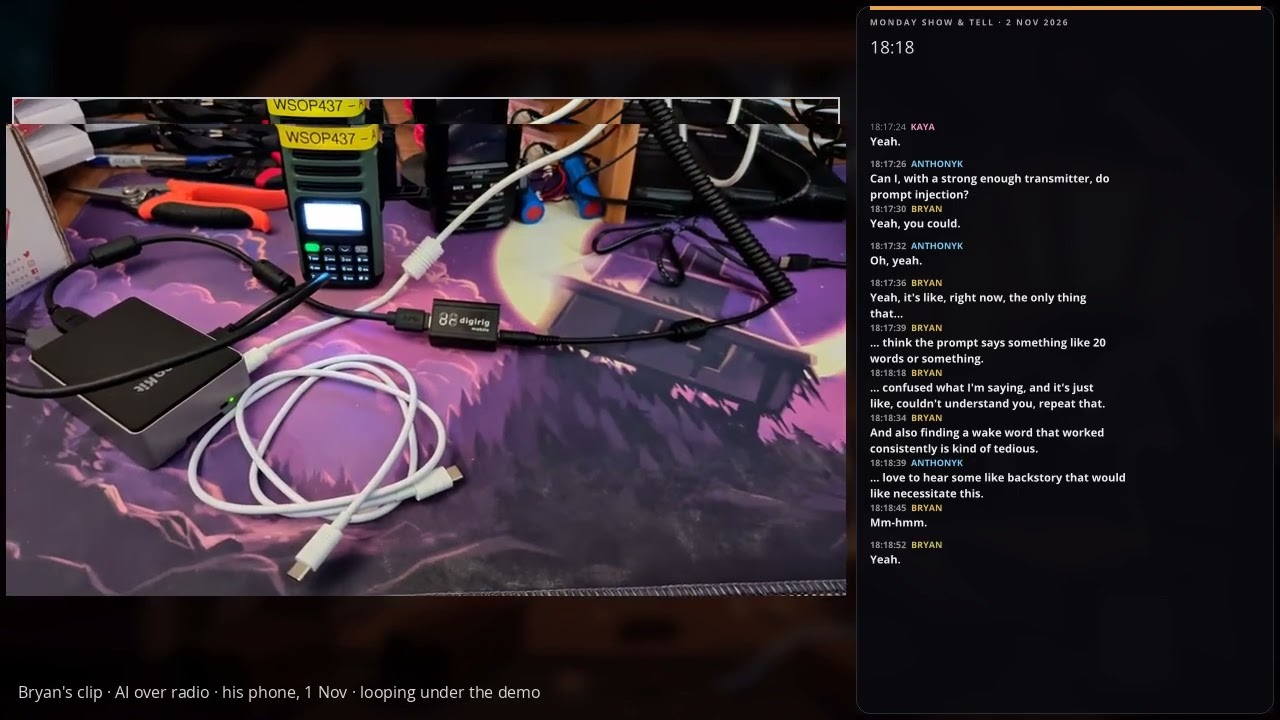 WSOP437 - A
WSOP437 - A
digirig
mobile
MONDAY SHOW & TELL · 2 NOV 2026
18:18
18:17:24 KAYA
Yeah.
18:17:26 ANTHONYK
Can I, with a strong enough transmitter, do
prompt injection?
18:17:30 BRYAN
Yeah, you could.
18:17:32 ANTHONYK
Oh, yeah.
18:17:36 BRYAN
Yeah, it's like, right now, the only thing
that...
18:17:39 BRYAN
... think the prompt says something like 20
words or something.
18:18:18 BRYAN
... confused what I'm saying, and it's just
like, couldn't understand you, repeat that.
18:18:34 BRYAN
And also finding a wake word that worked
consistently is kind of tedious.
18:18:39 ANTHONYK
... love to hear some like backstory that would
like necessitate this.
18:18:45 BRYAN
Mm-hmm.
18:18:52 BRYAN
Yeah.
Bryan's clip · AI over radio · his phone, 1 Nov · looping under the demo